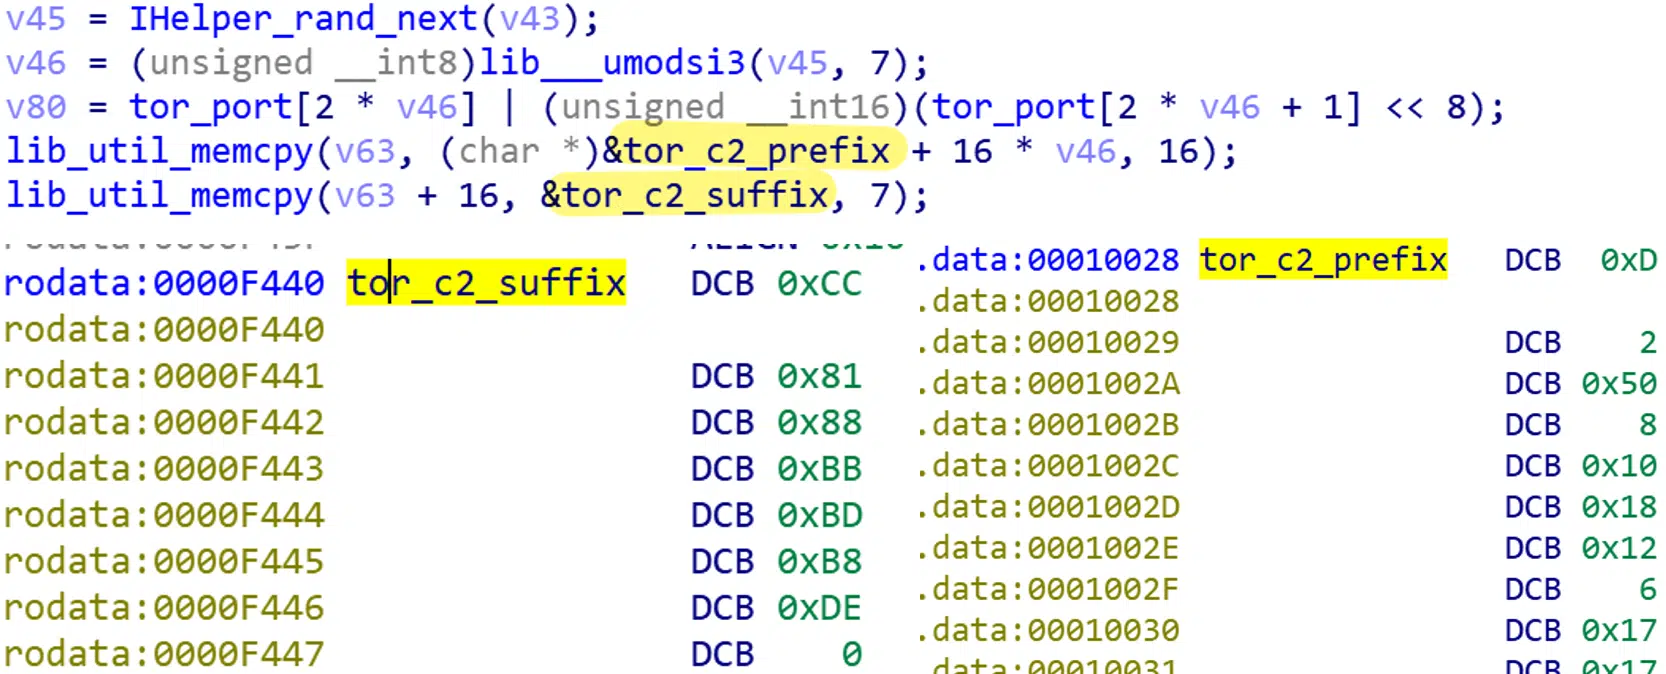 v45 = IHelper_rand_next(v43);
v46 = (unsigned __int8)lib___umodsi3(v45, 7);
v80 = tor_port[2 * v46] | (unsigned __int16)(tor_port[2 * v46 + 1] << 8);
lib_util_memcpy(v63, (char *)&tor_c2_prefix + 16 * v46, 16);
lib_util_memcpy(v63 + 16, &tor_c2_suffix, 7);
rodata:0000F440 tor_c2_suffix DCB 0xCC
rodata:0000F440
rodata:0000F441 DCB 0x81
rodata:0000F442 DCB 0x88
rodata:0000F443 DCB 0xBB
rodata:0000F444 DCB 0xBD
rodata:0000F445 DCB 0xB8
rodata:0000F446 DCB 0xDE
rodata:0000F447 DCB 0
.data:00010028 tor_c2_prefix DCB 0xD
.data:00010028
.data:00010029 DCB 2
.data:0001002A DCB 0x50
.data:0001002B DCB 8
.data:0001002C DCB 0x10
.data:0001002D DCB 0x18
.data:0001002E DCB 0x12
.data:0001002F DCB 6
.data:00010030 DCB 0x17
.data:00010031 DCB 0x17